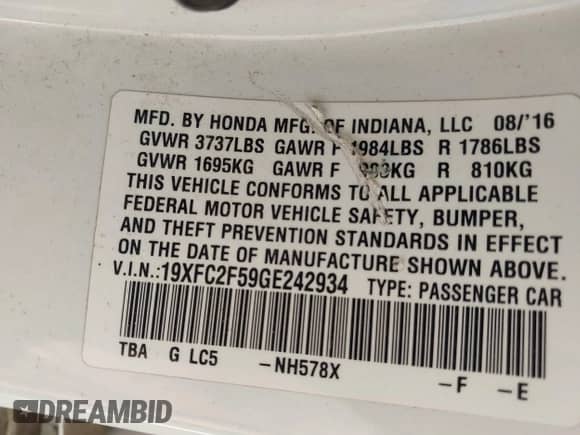 MFD. BY HONDA MFG. OF INDIANA, LLC 08/'16
GVWR 3737LBS GAWR F 1984LBS R 1786LBS
GVWR 1695KG GAWR F KG R 810KG
THIS VEHICLE CONFORMS TO ALL APPLICABLE
FEDERAL MOTOR VEHICLE SAFETY, BUMPER,
AND THEFT PREVENTION STANDARDS IN EFFECT
ON THE DATE OF MANUFACTURE SHOWN ABOVE.
V.I.N.:19XFC2F59GE242934 TYPE: PASSENGER CAR
TBA G LC5 -NH578X -F -E
DREAMBID